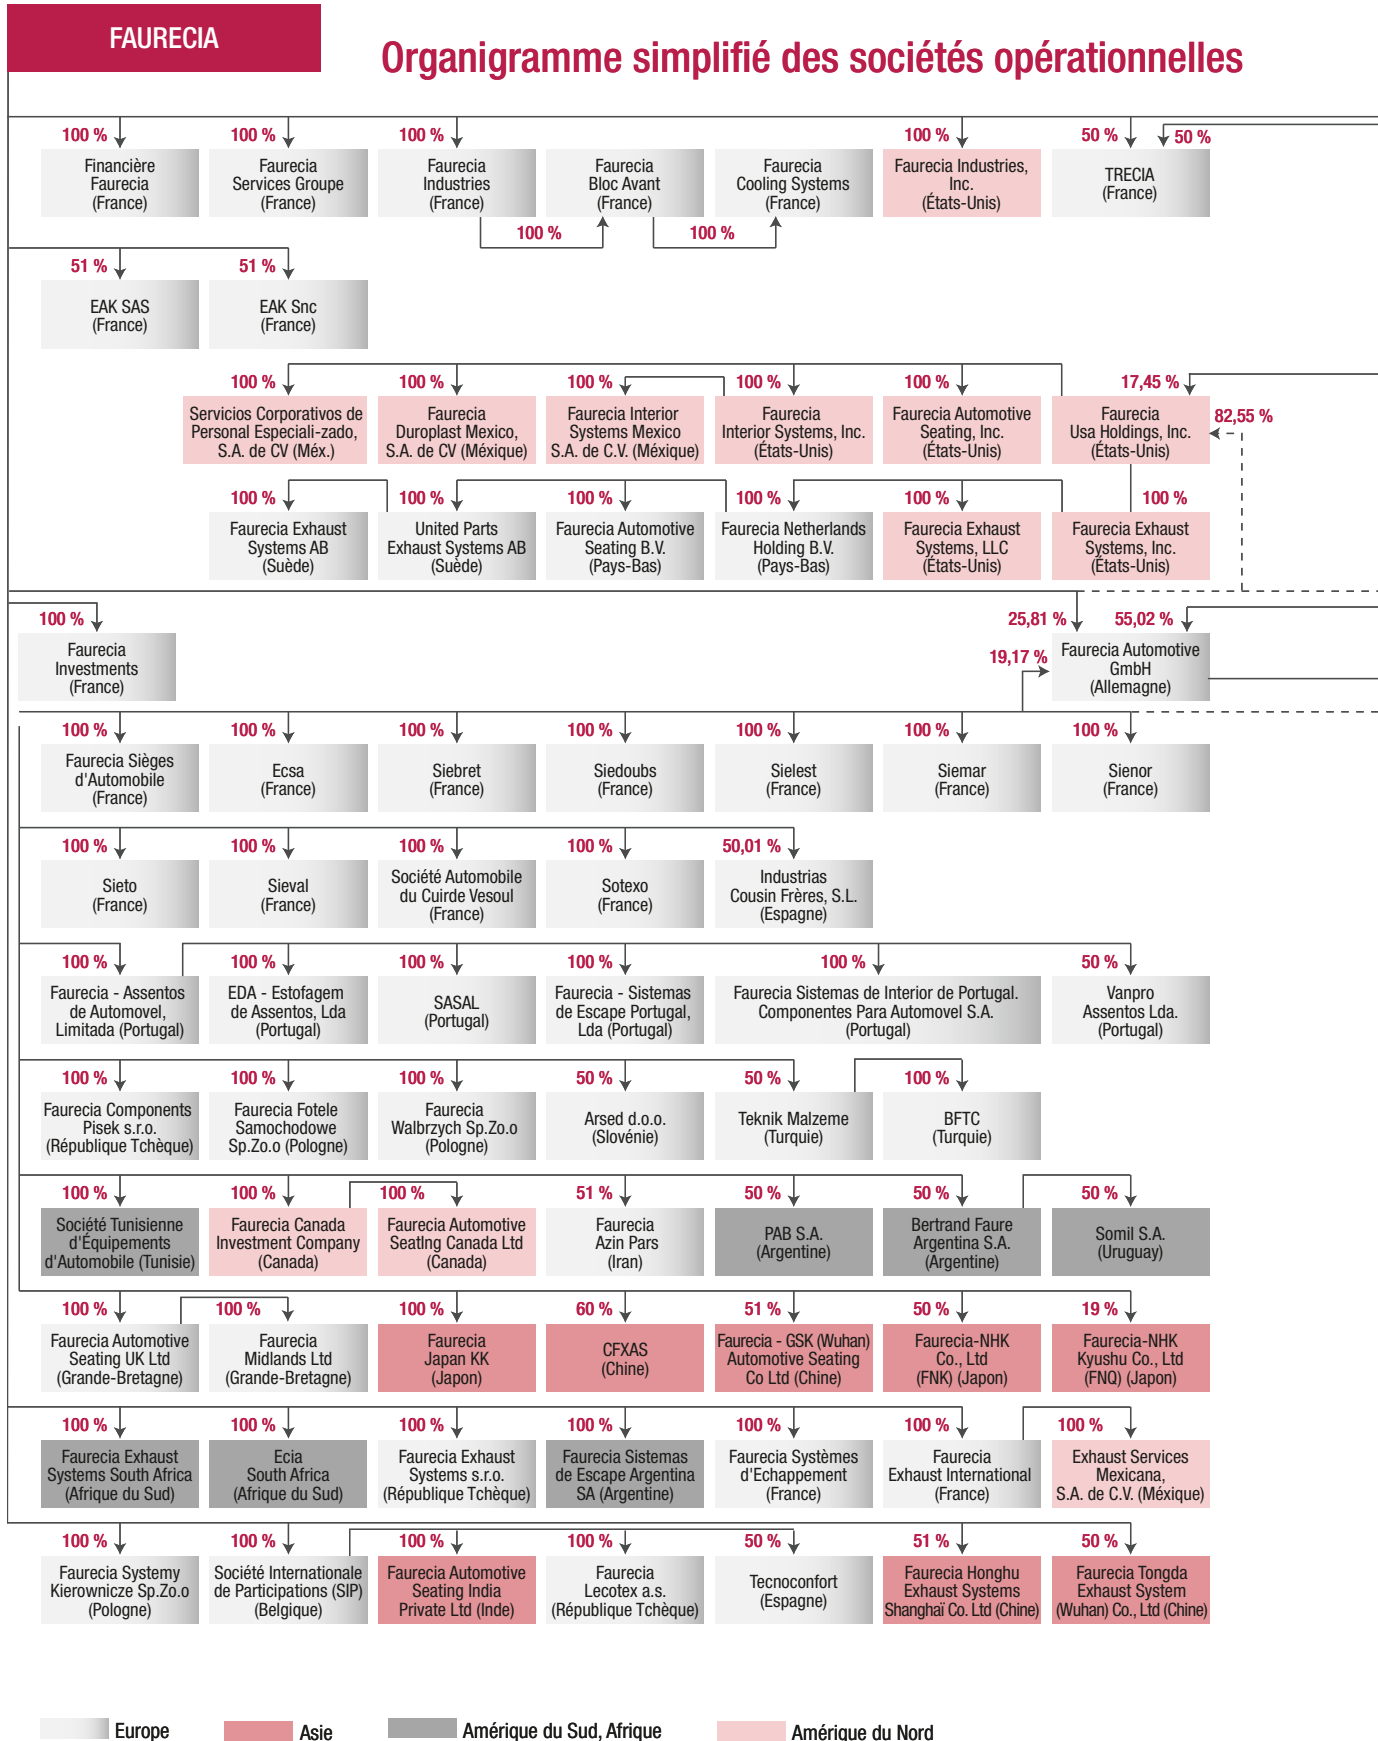 FAURECIA
Organigramme simplifié des sociétés opérationnelles
100 %
100 %
100 %
100 %
50 %
50 %
Financière
Faurecia
(France)
Faurecia
Services Groupe
(France)
Faurecia
Industries
(France)
Faurecia
Bloc Avant
(France)
Faurecia
Cooling Systems
(France)
Faurecia Industries,
Inc.
(États-Unis)
TRECIA
(France)
100 %
100 %
51 %
51 %
EAK SAS
(France)
EAK Snc
(France)
100 %
100 %
100 %
100 %
100 %
17,45 %
82,55 %
Servicios Corporativos de
Personal Especiali-zado,
S.A. de CV (Méx.)
Faurecia
Duroplast Mexico,
S.A. de CV (Méxique)
Faurecia Interior
Systems Mexico
S.A. de C.V. (Méxique)
Faurecia
Interior Systems, Inc.
(États-Unis)
Faurecia Automotive
Seating, Inc.
(États-Unis)
Faurecia
Usa Holdings, Inc.
(États-Unis)
100 %
100 %
100 %
100 %
100 %
100 %
Faurecia Exhaust
Systems AB
(Suède)
United Parts
Exhaust Systems AB
(Suède)
Faurecia Automotive
Seating B.V.
(Pays-Bas)
Faurecia Netherlands
Holding B.V.
(Pays-Bas)
Faurecia Exhaust
Systems, LLC
(États-Unis)
Faurecia Exhaust
Systems, Inc.
(États-Unis)
100 %
25,81 %
55,02 %
19,17 %
Faurecia
Investments
(France)
Faurecia Automotive
GmbH
(Allemagne)
100 %
100 %
100 %
100 %
100 %
100 %
100 %
Faurecia Sièges
d'Automobile
(France)
Ecsa
(France)
Siebret
(France)
Siedoubs
(France)
Sielest
(France)
Siemar
(France)
Sienor
(France)
100 %
100 %
100 %
100 %
50,01 %
Sieto
(France)
Sieval
(France)
Société Automobile
du Cuirde Vesoul
(France)
Sotexo
(France)
Industrias
Cousin Frères, S.L.
(Espagne)
100 %
100 %
100 %
100 %
100 %
50 %
Faurecia - Assentos
de Automovel,
Limitada (Portugal)
EDA - Estofagem
de Assentos, Lda
(Portugal)
SASAL
(Portugal)
Faurecia - Sistemas
de Escape Portugal,
Lda (Portugal)
Faurecia Sistemas de Interior de Portugal.
Componentes Para Automovel S.A.
(Portugal)
Vanpro
Assentos Lda.
(Portugal)
100 %
100 %
100 %
50 %
50 %
100 %
Faurecia Components
Pisek s.r.o.
(République Tchèque)
Faurecia Fotele
Samochodowe
Sp.Zo.o (Pologne)
Faurecia
Walbrzych Sp.Zo.o
(Pologne)
Arsed d.o.o.
(Slovénie)
Teknik Malzeme
(Turquie)
BFTC
(Turquie)
100 %
100 %
100 %
51 %
50 %
50 %
50 %
Société Tunisienne
d'Équipements
d'Automobile (Tunisie)
Faurecia Canada
Investment Company
(Canada)
Faurecia Automotive
SeatIng Canada Ltd
(Canada)
Faurecia
Azin Pars
(Iran)
PAB S.A.
(Argentine)
Bertrand Faure
Argentina S.A.
(Argentine)
Somil S.A.
(Uruguay)
100 %
100 %
100 %
60 %
51 %
50 %
19 %
Faurecia Automotive
Seating UK Ltd
(Grande-Bretagne)
Faurecia
Midlands Ltd
(Grande-Bretagne)
Faurecia
Japan KK
(Japon)
CFXAS
(Chine)
Faurecia - GSK (Wuhan)
Automotive Seating
Co Ltd (Chine)
Faurecia-NHK
Co., Ltd
(FNK) (Japon)
Faurecia-NHK
Kyushu Co., Ltd
(FNQ) (Japon)
100 %
100 %
100 %
100 %
100 %
100 %
100 %
Faurecia Exhaust
Systems South Africa
(Afrique du Sud)
Ecia
South Africa
(Afrique du Sud)
Faurecia Exhaust
Systems s.r.o.
(République Tchèque)
Faurecia Sistemas
de Escape Argentina
SA (Argentine)
Faurecia Systèmes
d'Echappement
(France)
Faurecia
Exhaust International
(France)
Exhaust Services
Mexicana,
S.A. de C.V. (Méxique)
100 %
100 %
100 %
100 %
50 %
51 %
50 %
Faurecia Systemy
Kierownicze Sp.Zo.o
(Pologne)
Société Internationale
de Participations (SIP)
(Belgique)
Faurecia Automotive
Seating India
Private Ltd (Inde)
Faurecia
Lecotex a.s.
(République Tchèque)
Tecnoconfort
(Espagne)
Faurecia Honghu
Exhaust Systems
Shanghaï Co. Ltd (Chine)
Faurecia Tongda
Exhaust System
(Wuhan) Co., Ltd (Chine)
Europe
Asie
Amérique du Sud, Afrique
Amérique du Nord